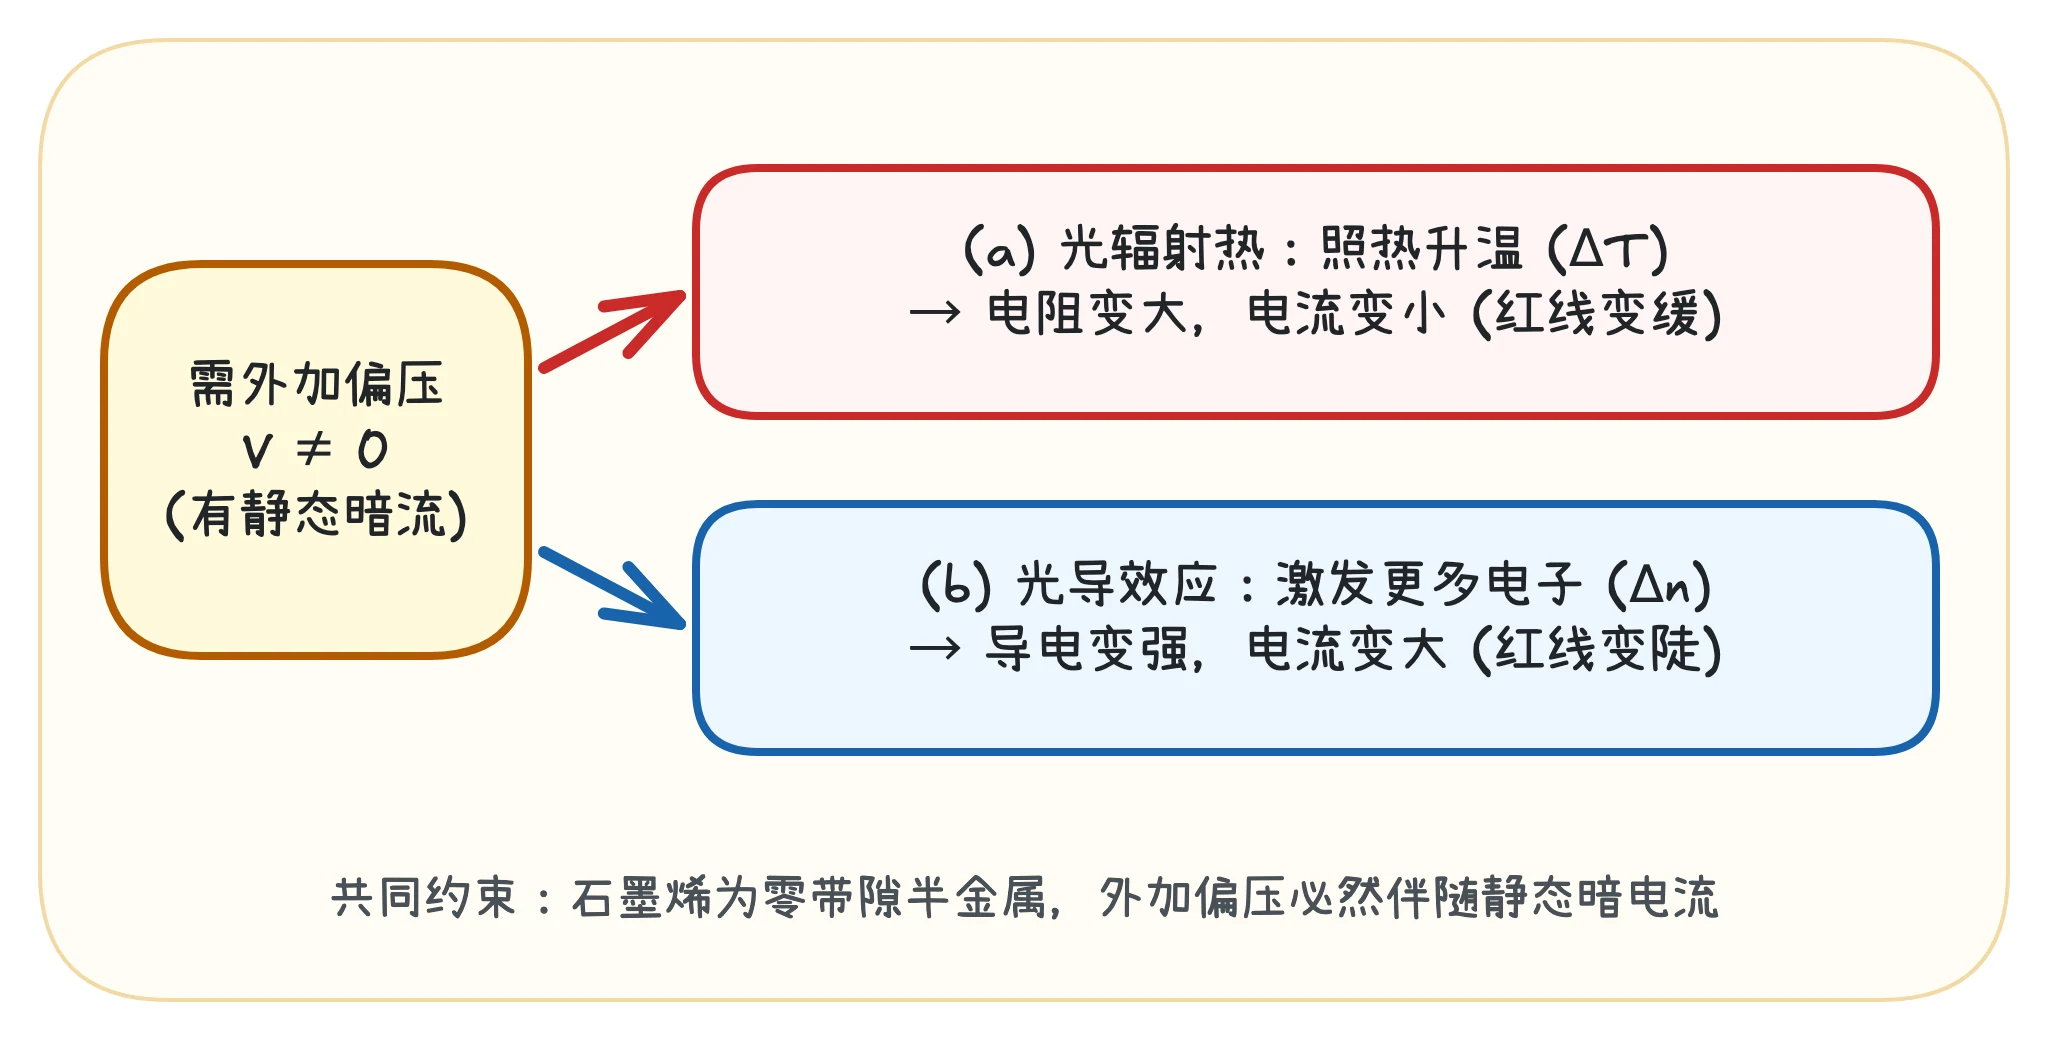 需外加偏压
V ≠ 0
(有静态暗流)
(a) 光辐射热：照热升温 (ΔT)
→ 电阻变大，电流变小 (红线变缓)
(b) 光导效应：激发更多电子 (Δn)
→ 导电变强，电流变大 (红线变陡)
共同约束：石墨烯为零带隙半金属，外加偏压必然伴随静态暗电流